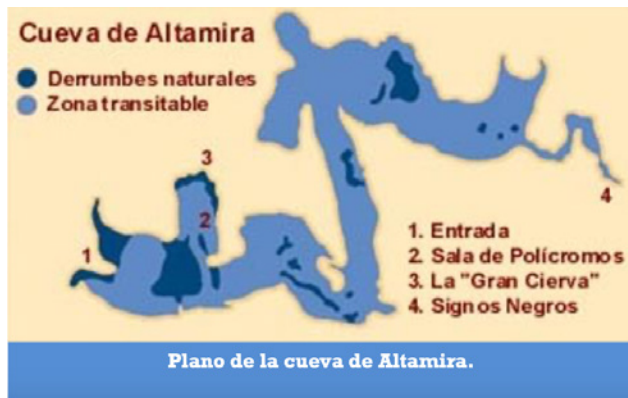 Cueva de Altamira
Derrumbes naturales
Zona transitable
3
2
1
4
1. Entrada
2. Sala de Polícromos
3. La "Gran Cierva"
4. Signos Negros
Plano de la cueva de Altamira.